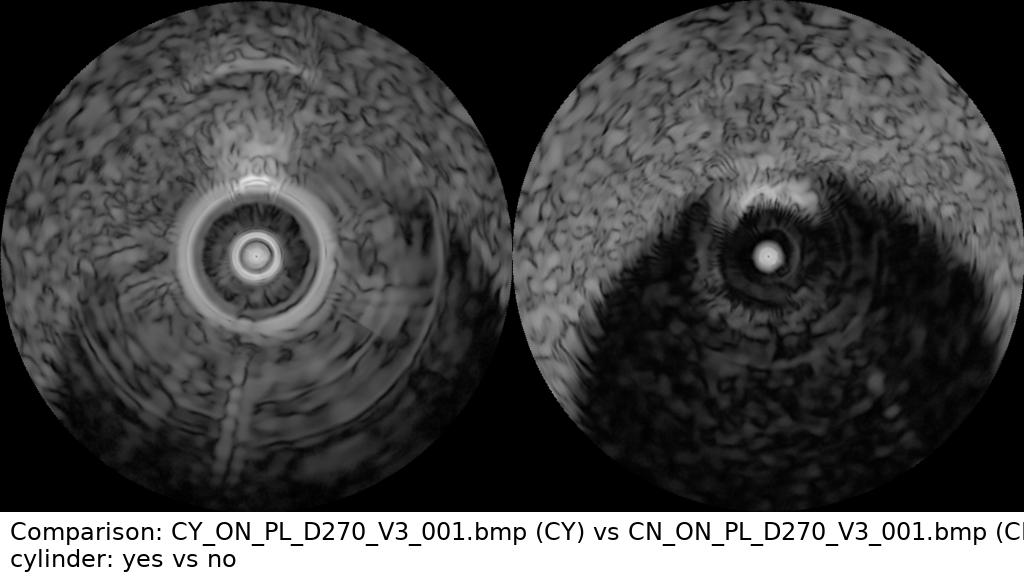 Comparison: CY_ON_PL_D270_V3_001.bmp (CY) vs CN_ON_PL_D270_V3_001.bmp
cylinder: yes vs no